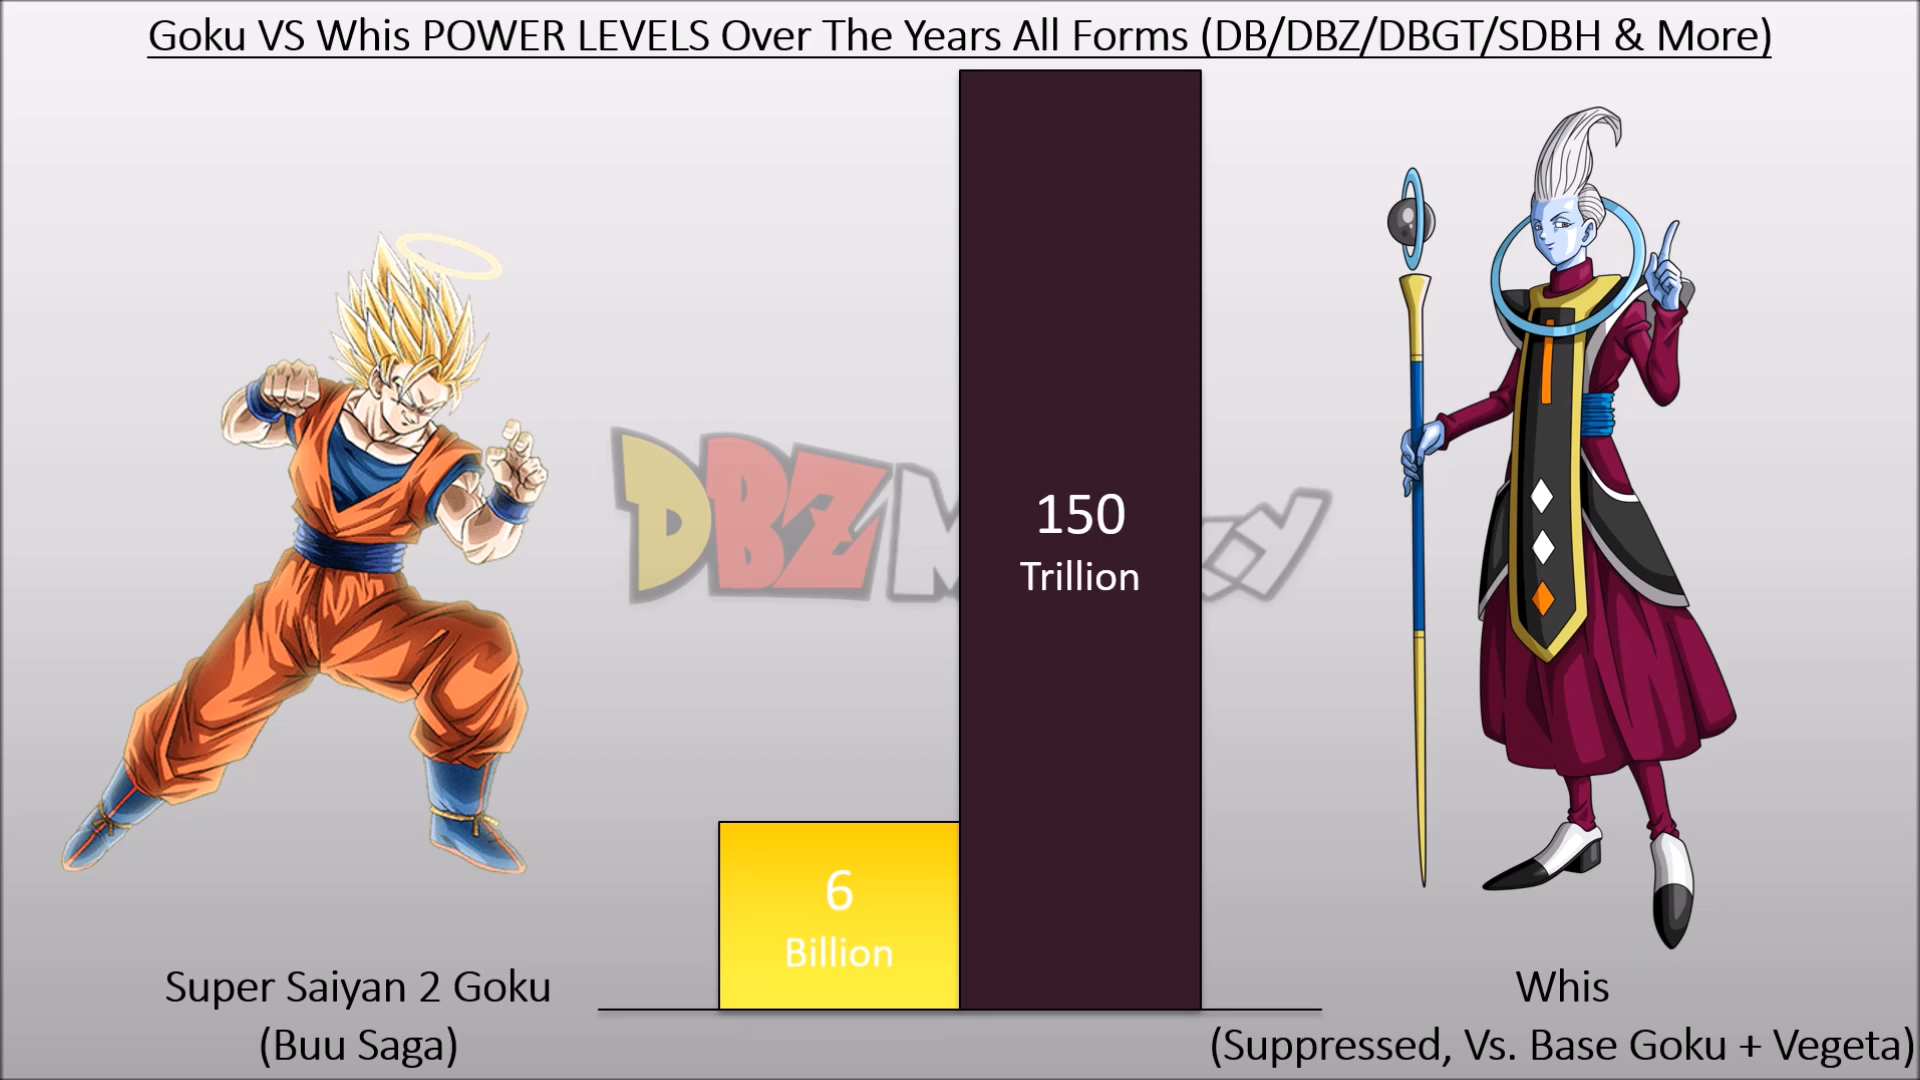 Goku VS Whis POWER LEVELS Over The Years All Forms (DB/DBZ/DBGT/SDBH & More)
DBZ
150
Trillion
6
Billion
Super Saiyan 2 Goku
(Buu Saga)
Whis
(Suppressed, Vs. Base Goku + Vegeta)